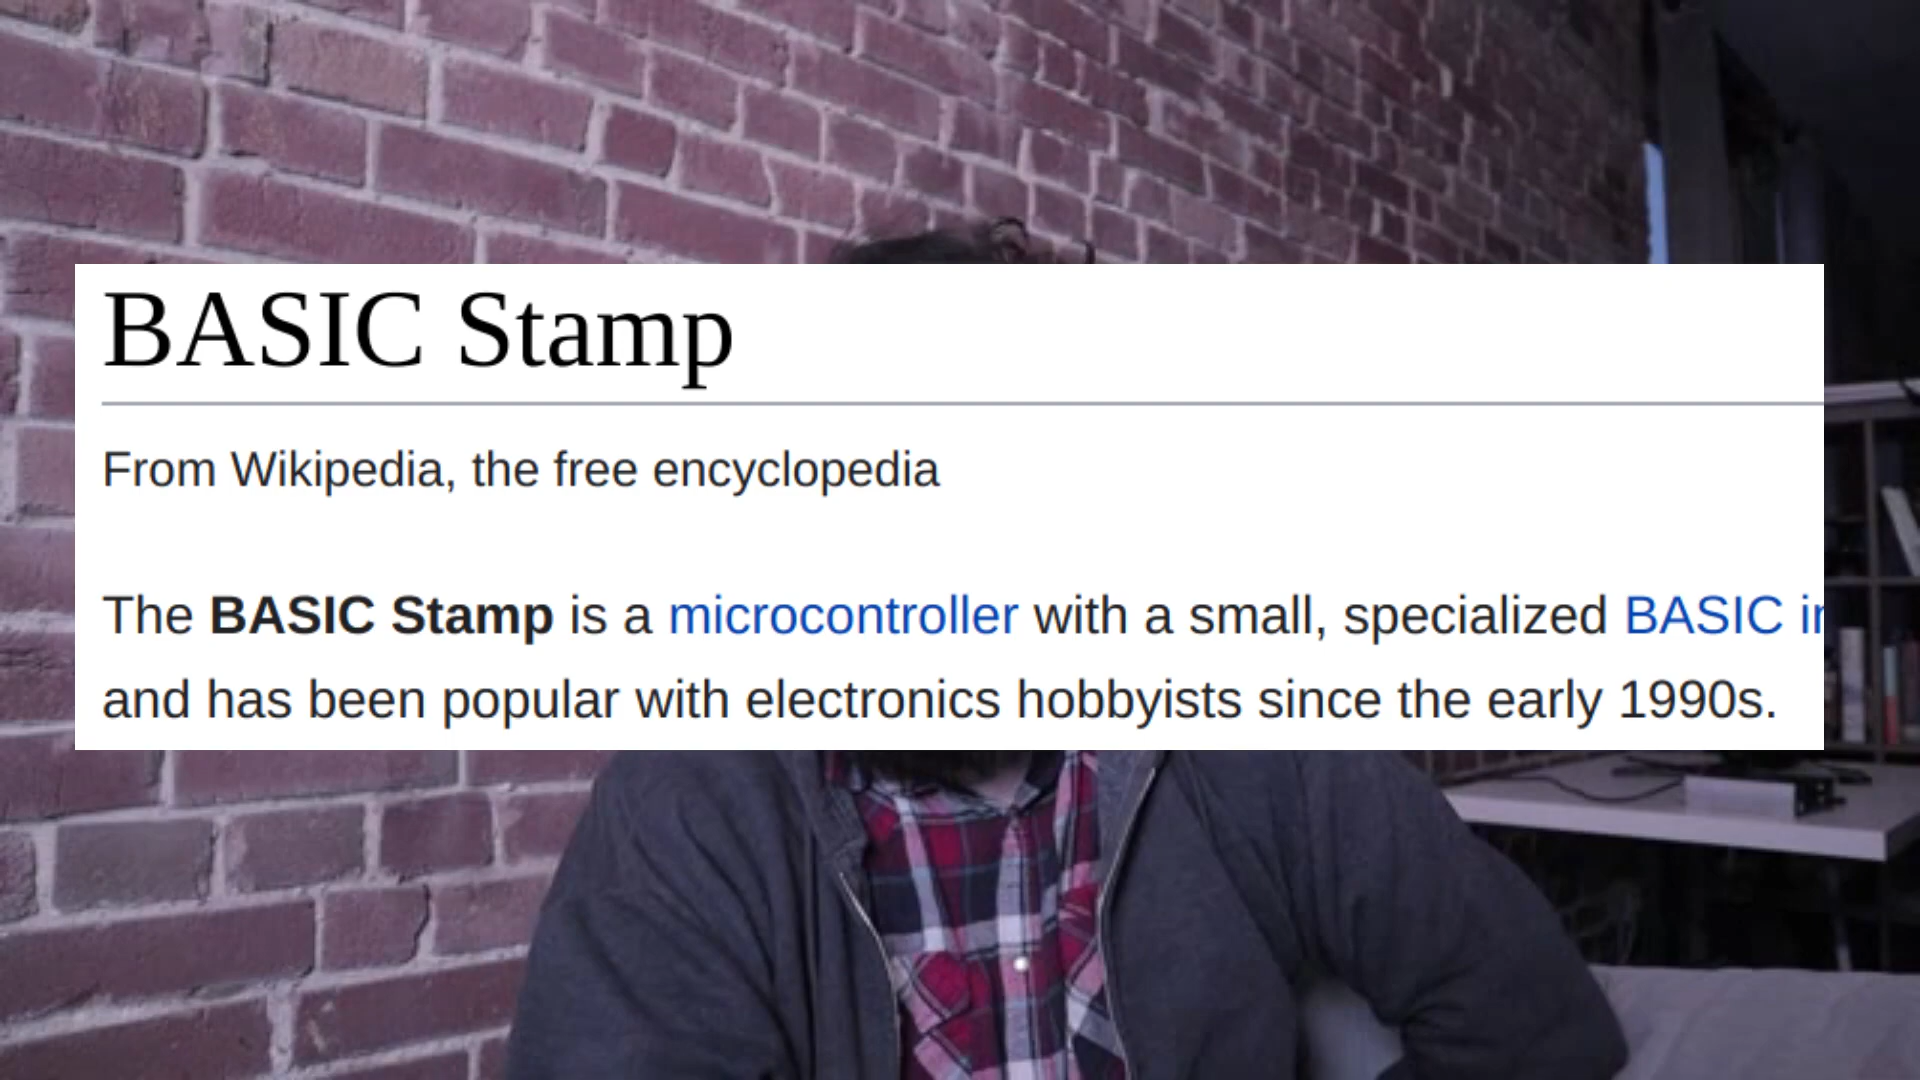 BASIC Stamp
From Wikipedia, the free encyclopedia
The BASIC Stamp is a microcontroller with a small, specialized BASIC
and has been popular with electronics hobbyists since the early 1990s.